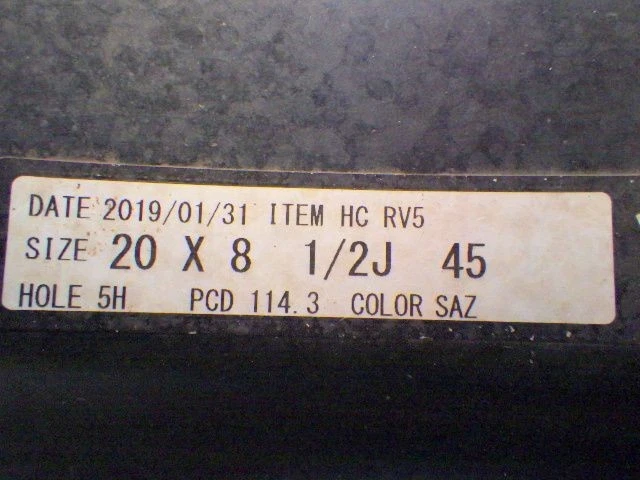 DATE 2019/01/31 ITEM HC RV5
SIZE 20 X 8 1/2J 45
HOLE 5H PCD 114.3 COLOR SAZ